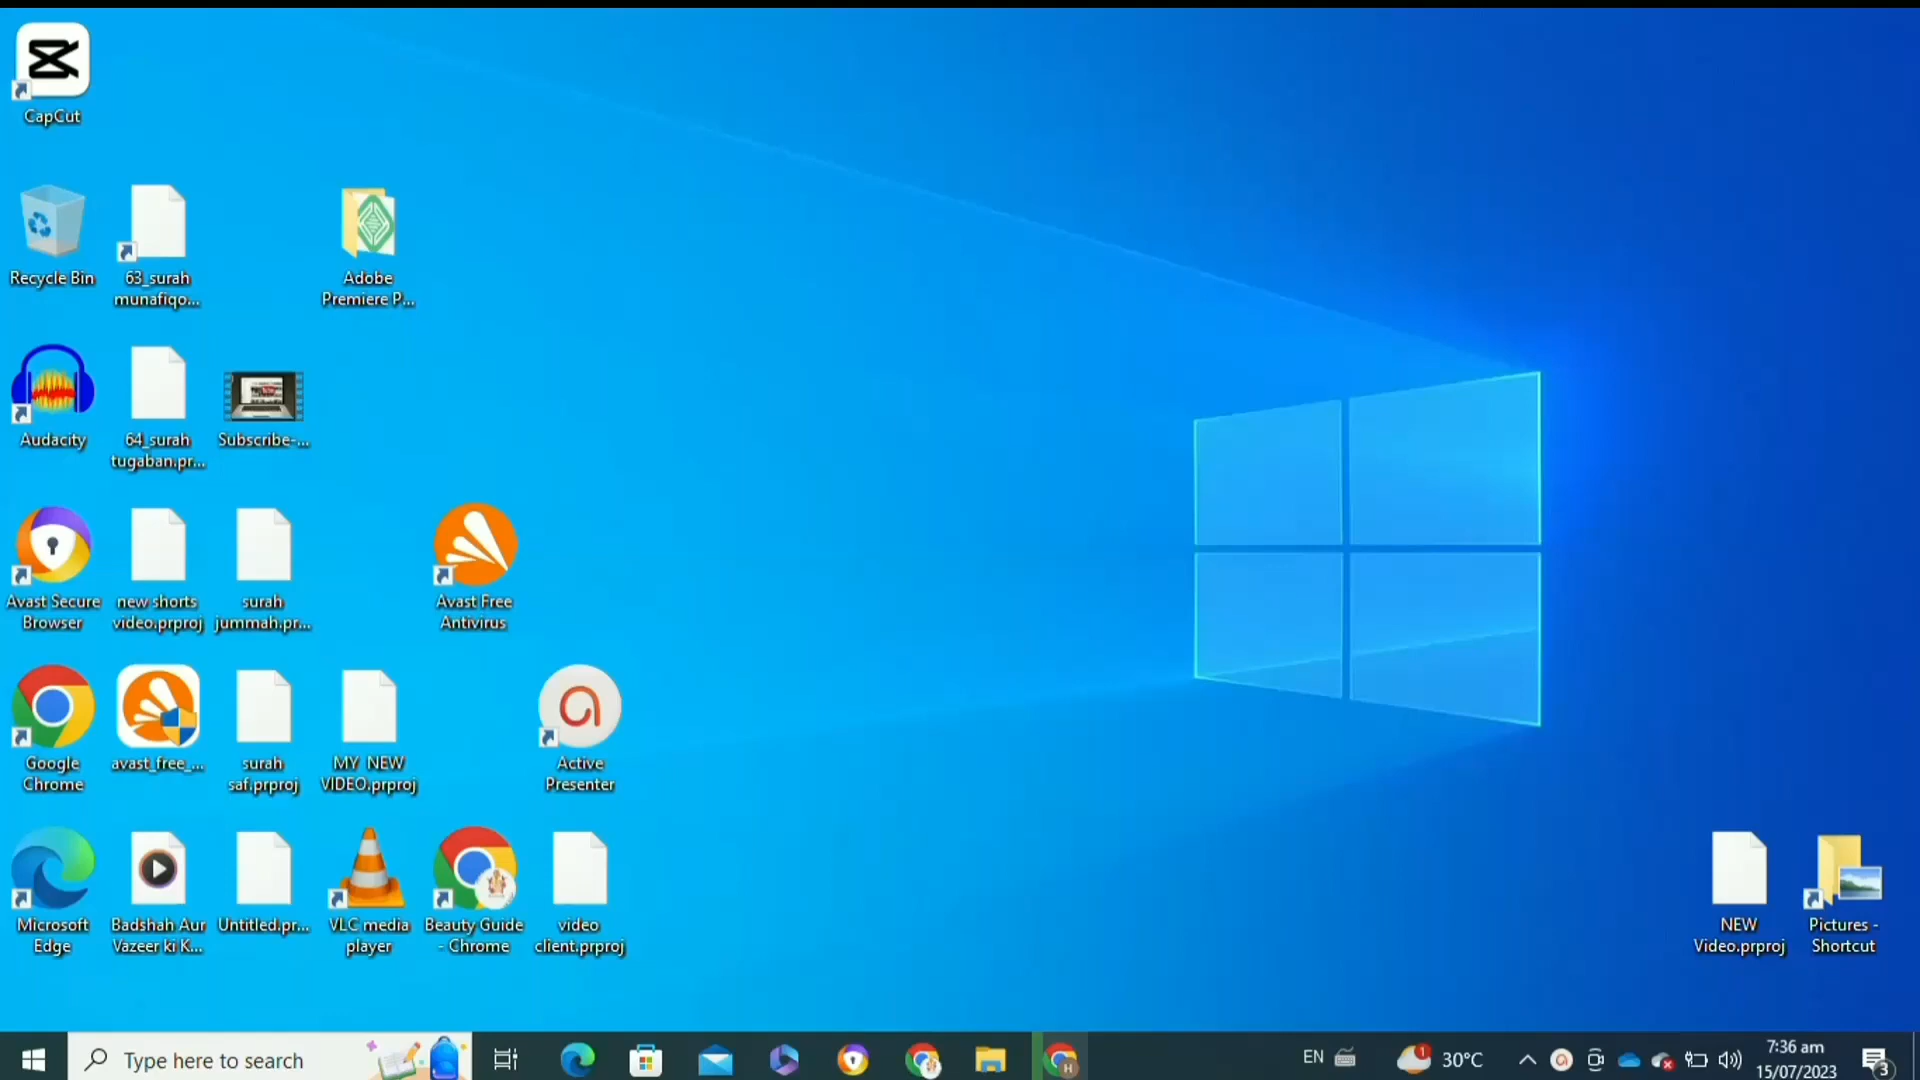 CapCut
Recycle Bin
63_surah
munafiqo...
Adobe
Premiere P...
Audacity
64_surah
tugaban.pr...
Subscribe-...
Avast Secure
Browser
new shorts
video.prproj
surah
jummah.pr...
Avast Free
Antivirus
Google
Chrome
avast_free_...
surah
saf.prproj
MY NEW
VIDEO.prproj
Active
Presenter
Microsoft
Edge
Badshah Aur
Vazeer ki K...
Untitled.pr...
VLC media
player
Beauty Guide
- Chrome
video
client.prproj
NEW
Video.prproj
Pictures -
Shortcut
Type here to search
H
EN
1
30°C
7:36 am
15/07/2023
3